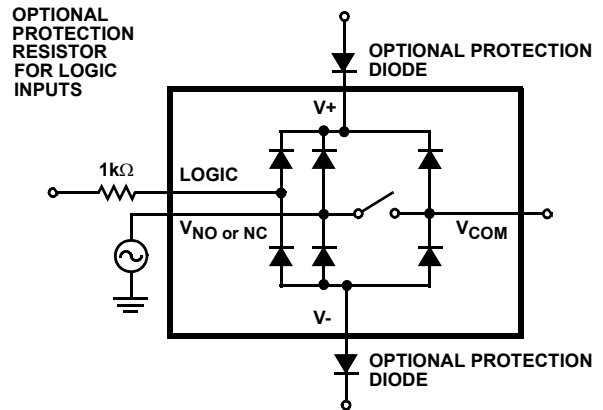 OPTIONAL
PROTECTION
RESISTOR
FOR LOGIC
INPUTS
OPTIONAL PROTECTION
DIODE
V+
1kΩ
LOGIC
VNO or NC
VCOM
V-
OPTIONAL PROTECTION
DIODE